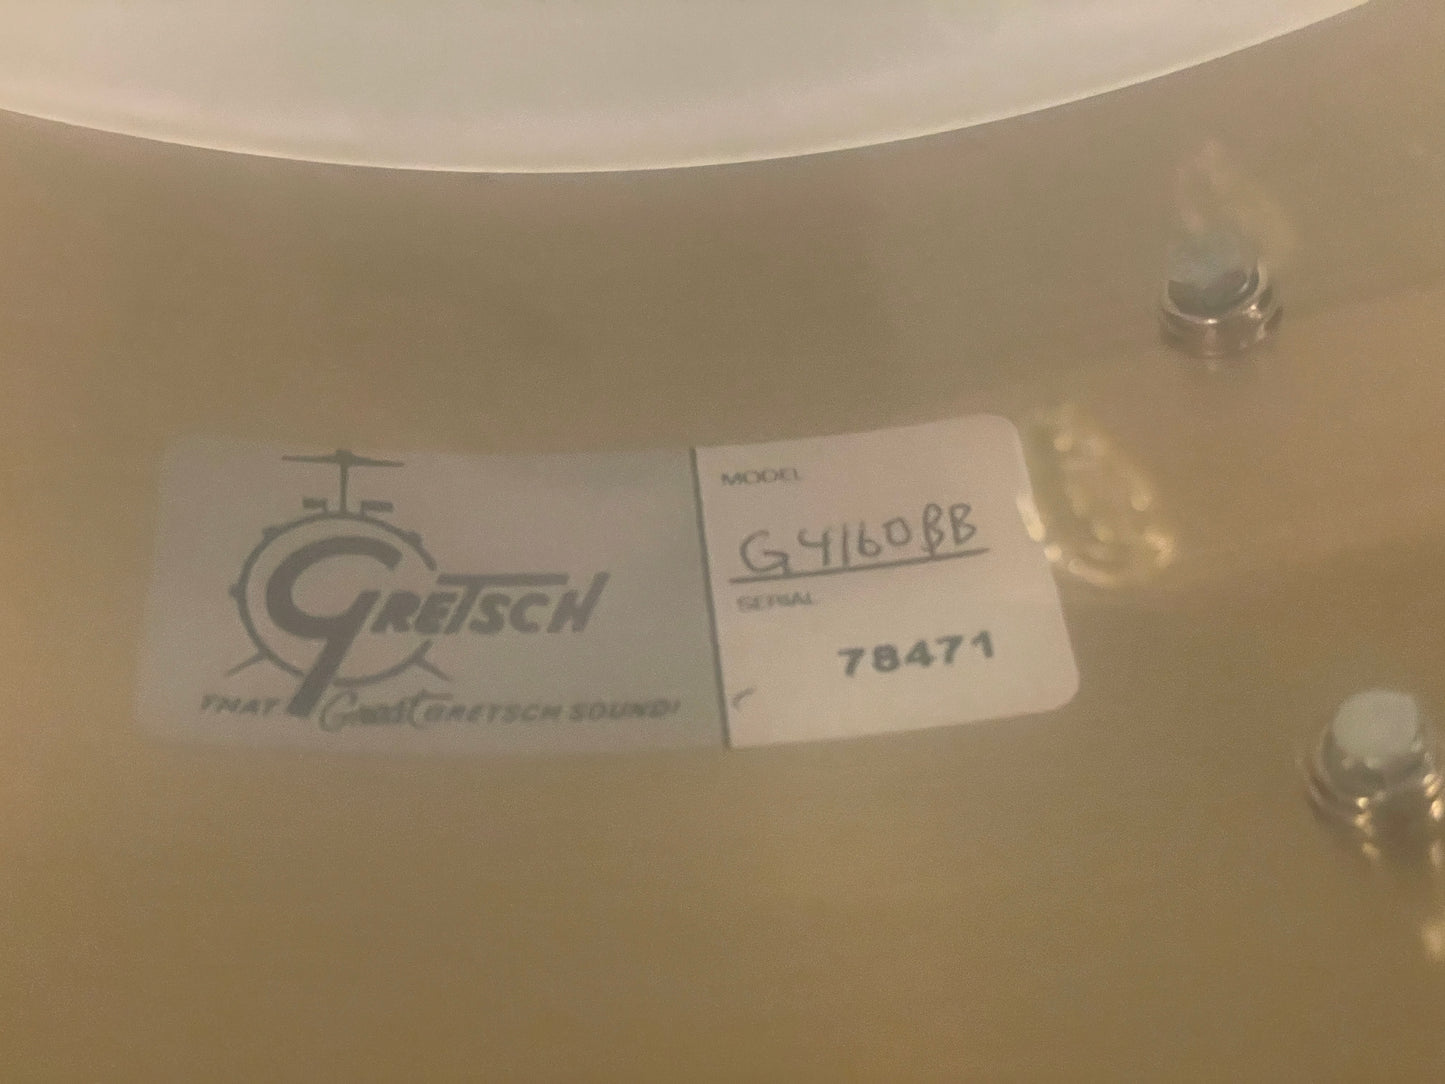 GRETSCH
THAT Great GRETSCH SOUND!
MODEL
G4160BB
SERIAL
78471